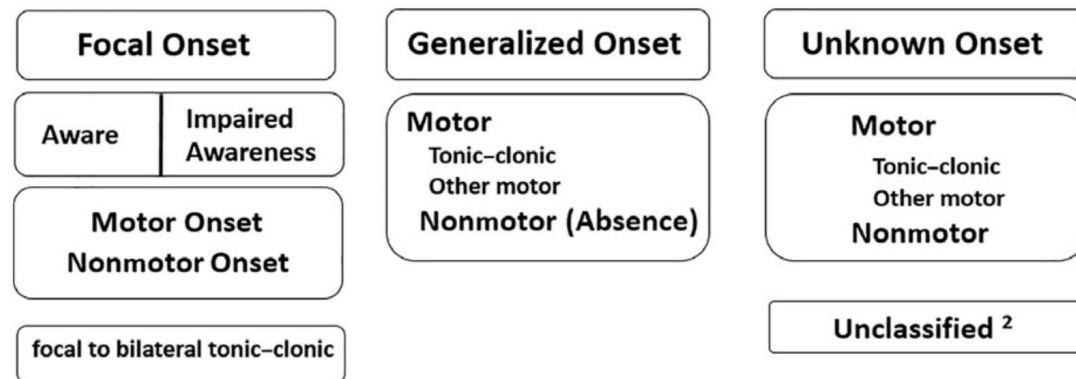 Focal Onset
Aware
Impaired
Awareness
Motor Onset
Nonmotor Onset
focal to bilateral tonic–clonic
Generalized Onset
Motor
Tonic–clonic
Other motor
Nonmotor (Absence)
Unknown Onset
Motor
Tonic–clonic
Other motor
Nonmotor
Unclassified ²